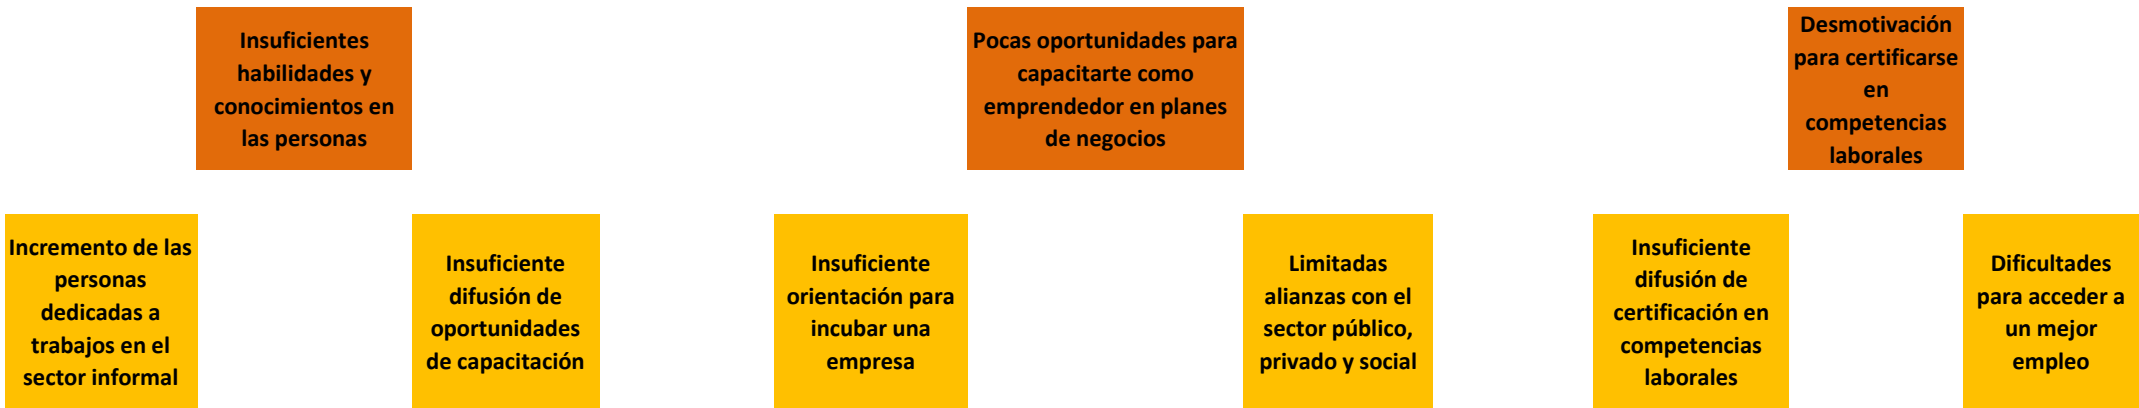 Insuficientes
habilidades y
conocimientos en
las personas
Pocas oportunidades para
capacitarte como
emprendedor en planes
de negocios
Desmotivación
para certificarse
en
competencias
laborales
Incremento de las
personas
dedicadas a
trabajos en el
sector informal
Insuficiente
difusión de
oportunidades
de capacitación
Insuficiente
orientación para
incubar una
empresa
Limitadas
alianzas con el
sector público,
privado y social
Insuficiente
difusión de
certificación en
competencias
laborales
Dificultades
para acceder a
un mejor
empleo